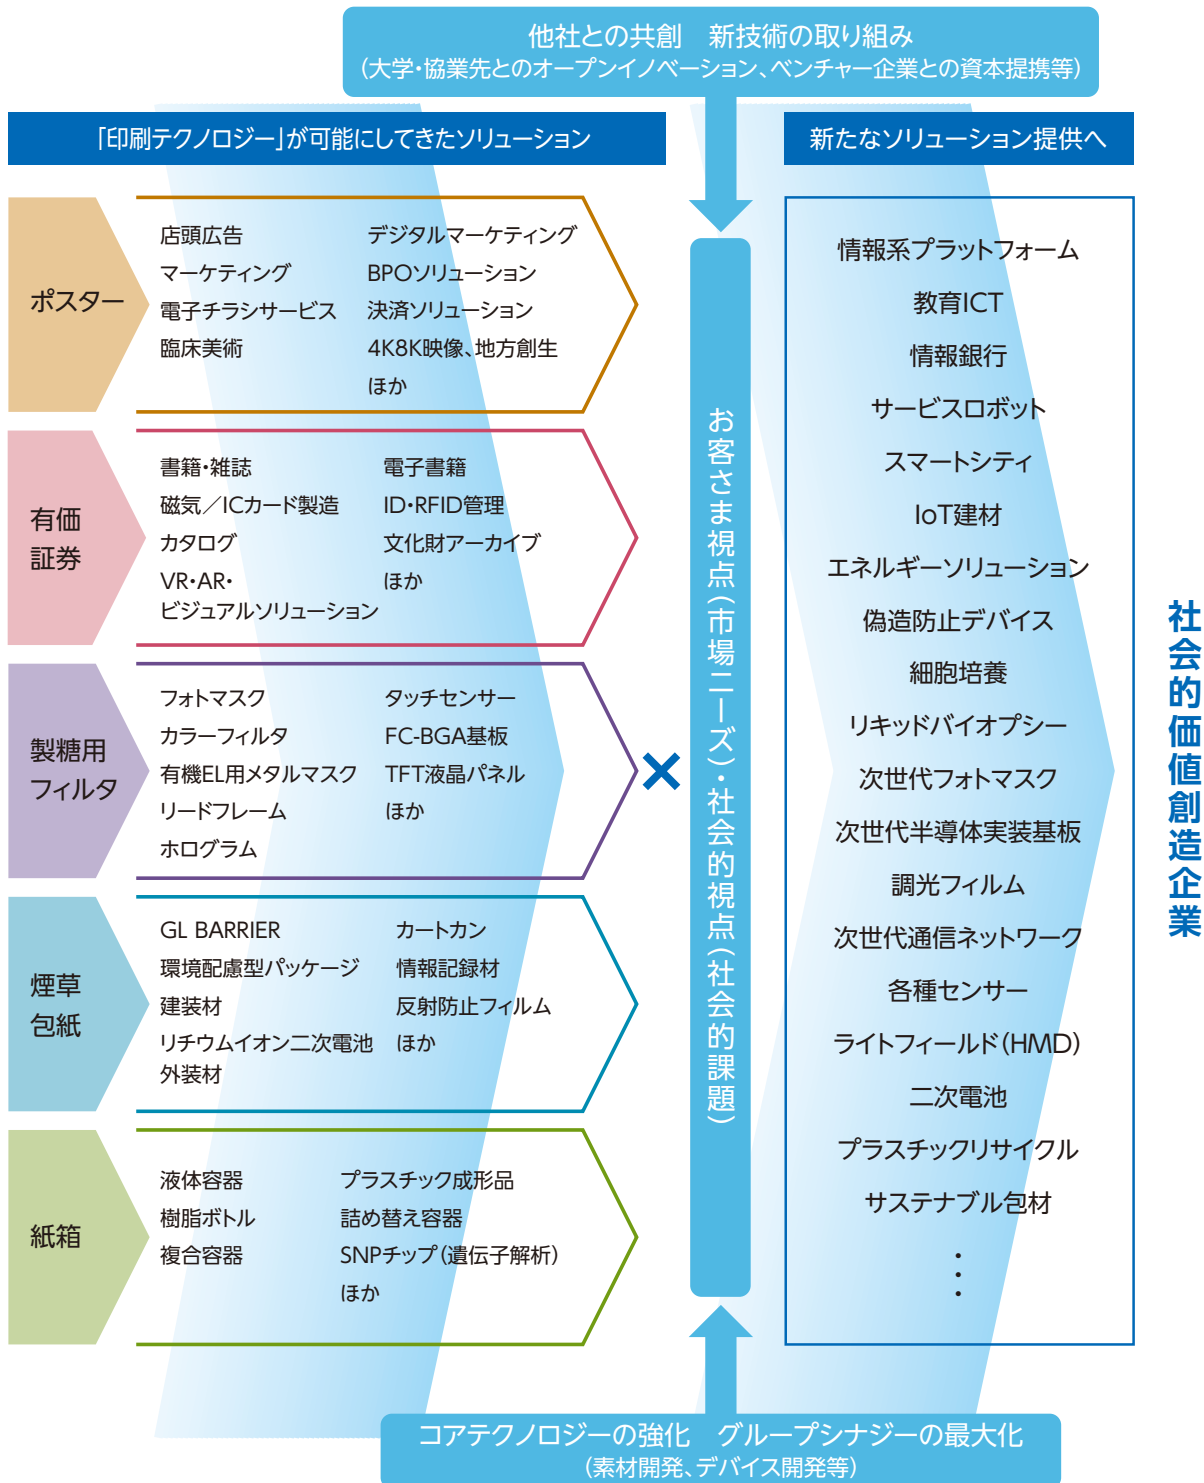 他社との共創　新技術の取り組み
（大学・協業先とのオープンイノベーション、ベンチャー企業との資本提携等）
「印刷テクノロジー」が可能にしてきたソリューション
ポスター
店頭広告
マーケティング
電子チラシサービス
臨床美術
デジタルマーケティング
BPOソリューション
決済ソリューション
4K8K映像、地方創生
ほか
有価
証券
書籍・雑誌
磁気／ICカード製造
カタログ
VR・AR・
ビジュアルソリューション
電子書籍
ID・RFID管理
文化財アーカイブ
ほか
製糖用
フィルタ
フォトマスク
カラーフィルタ
有機EL用メタルマスク
リードフレーム
ホログラム
タッチセンサー
FC-BGA基板
TFT液晶パネル
ほか
煙草
包紙
GL BARRIER
環境配慮型パッケージ
建装材
リチウムイオン二次電池
外装材
カートカン
情報記録材
反射防止フィルム
ほか
紙箱
液体容器
樹脂ボトル
複合容器
プラスチック成形品
詰め替え容器
SNPチップ（遺伝子解析）
ほか
×
お客さま視点（市場ニーズ）・社会的視点（社会的課題）
新たなソリューション提供へ
情報系プラットフォーム
教育ICT
情報銀行
サービスロボット
スマートシティ
IoT建材
エネルギーソリューション
偽造防止デバイス
細胞培養
リキッドバイオプシー
次世代フォトマスク
次世代半導体実装基板
調光フィルム
次世代通信ネットワーク
各種センサー
ライトフィールド（HMD）
二次電池
プラスチックリサイクル
サステナブル包材
・・・
社会的価値創造企業
コアテクノロジーの強化　グループシナジーの最大化
（素材開発、デバイス開発等）